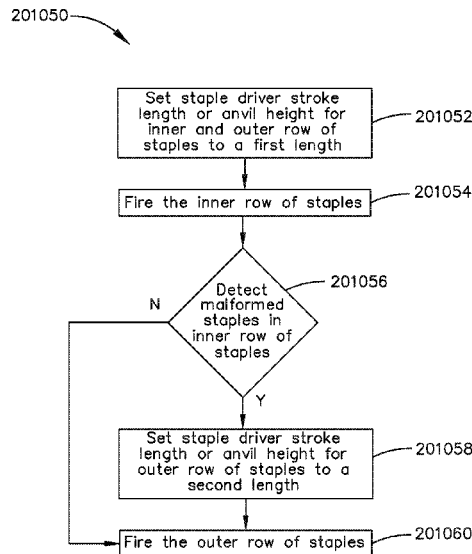 201050
Set staple driver stroke
length or anvil height for
inner and outer row of
staples to a first length
201052
Fire the inner row of staples
201054
Detect
malformed
staples in
inner row of
staples
201056
N
Y
Set staple driver stroke
length or anvil height for
outer row of staples to a
second length
201058
Fire the outer row of staples
201060